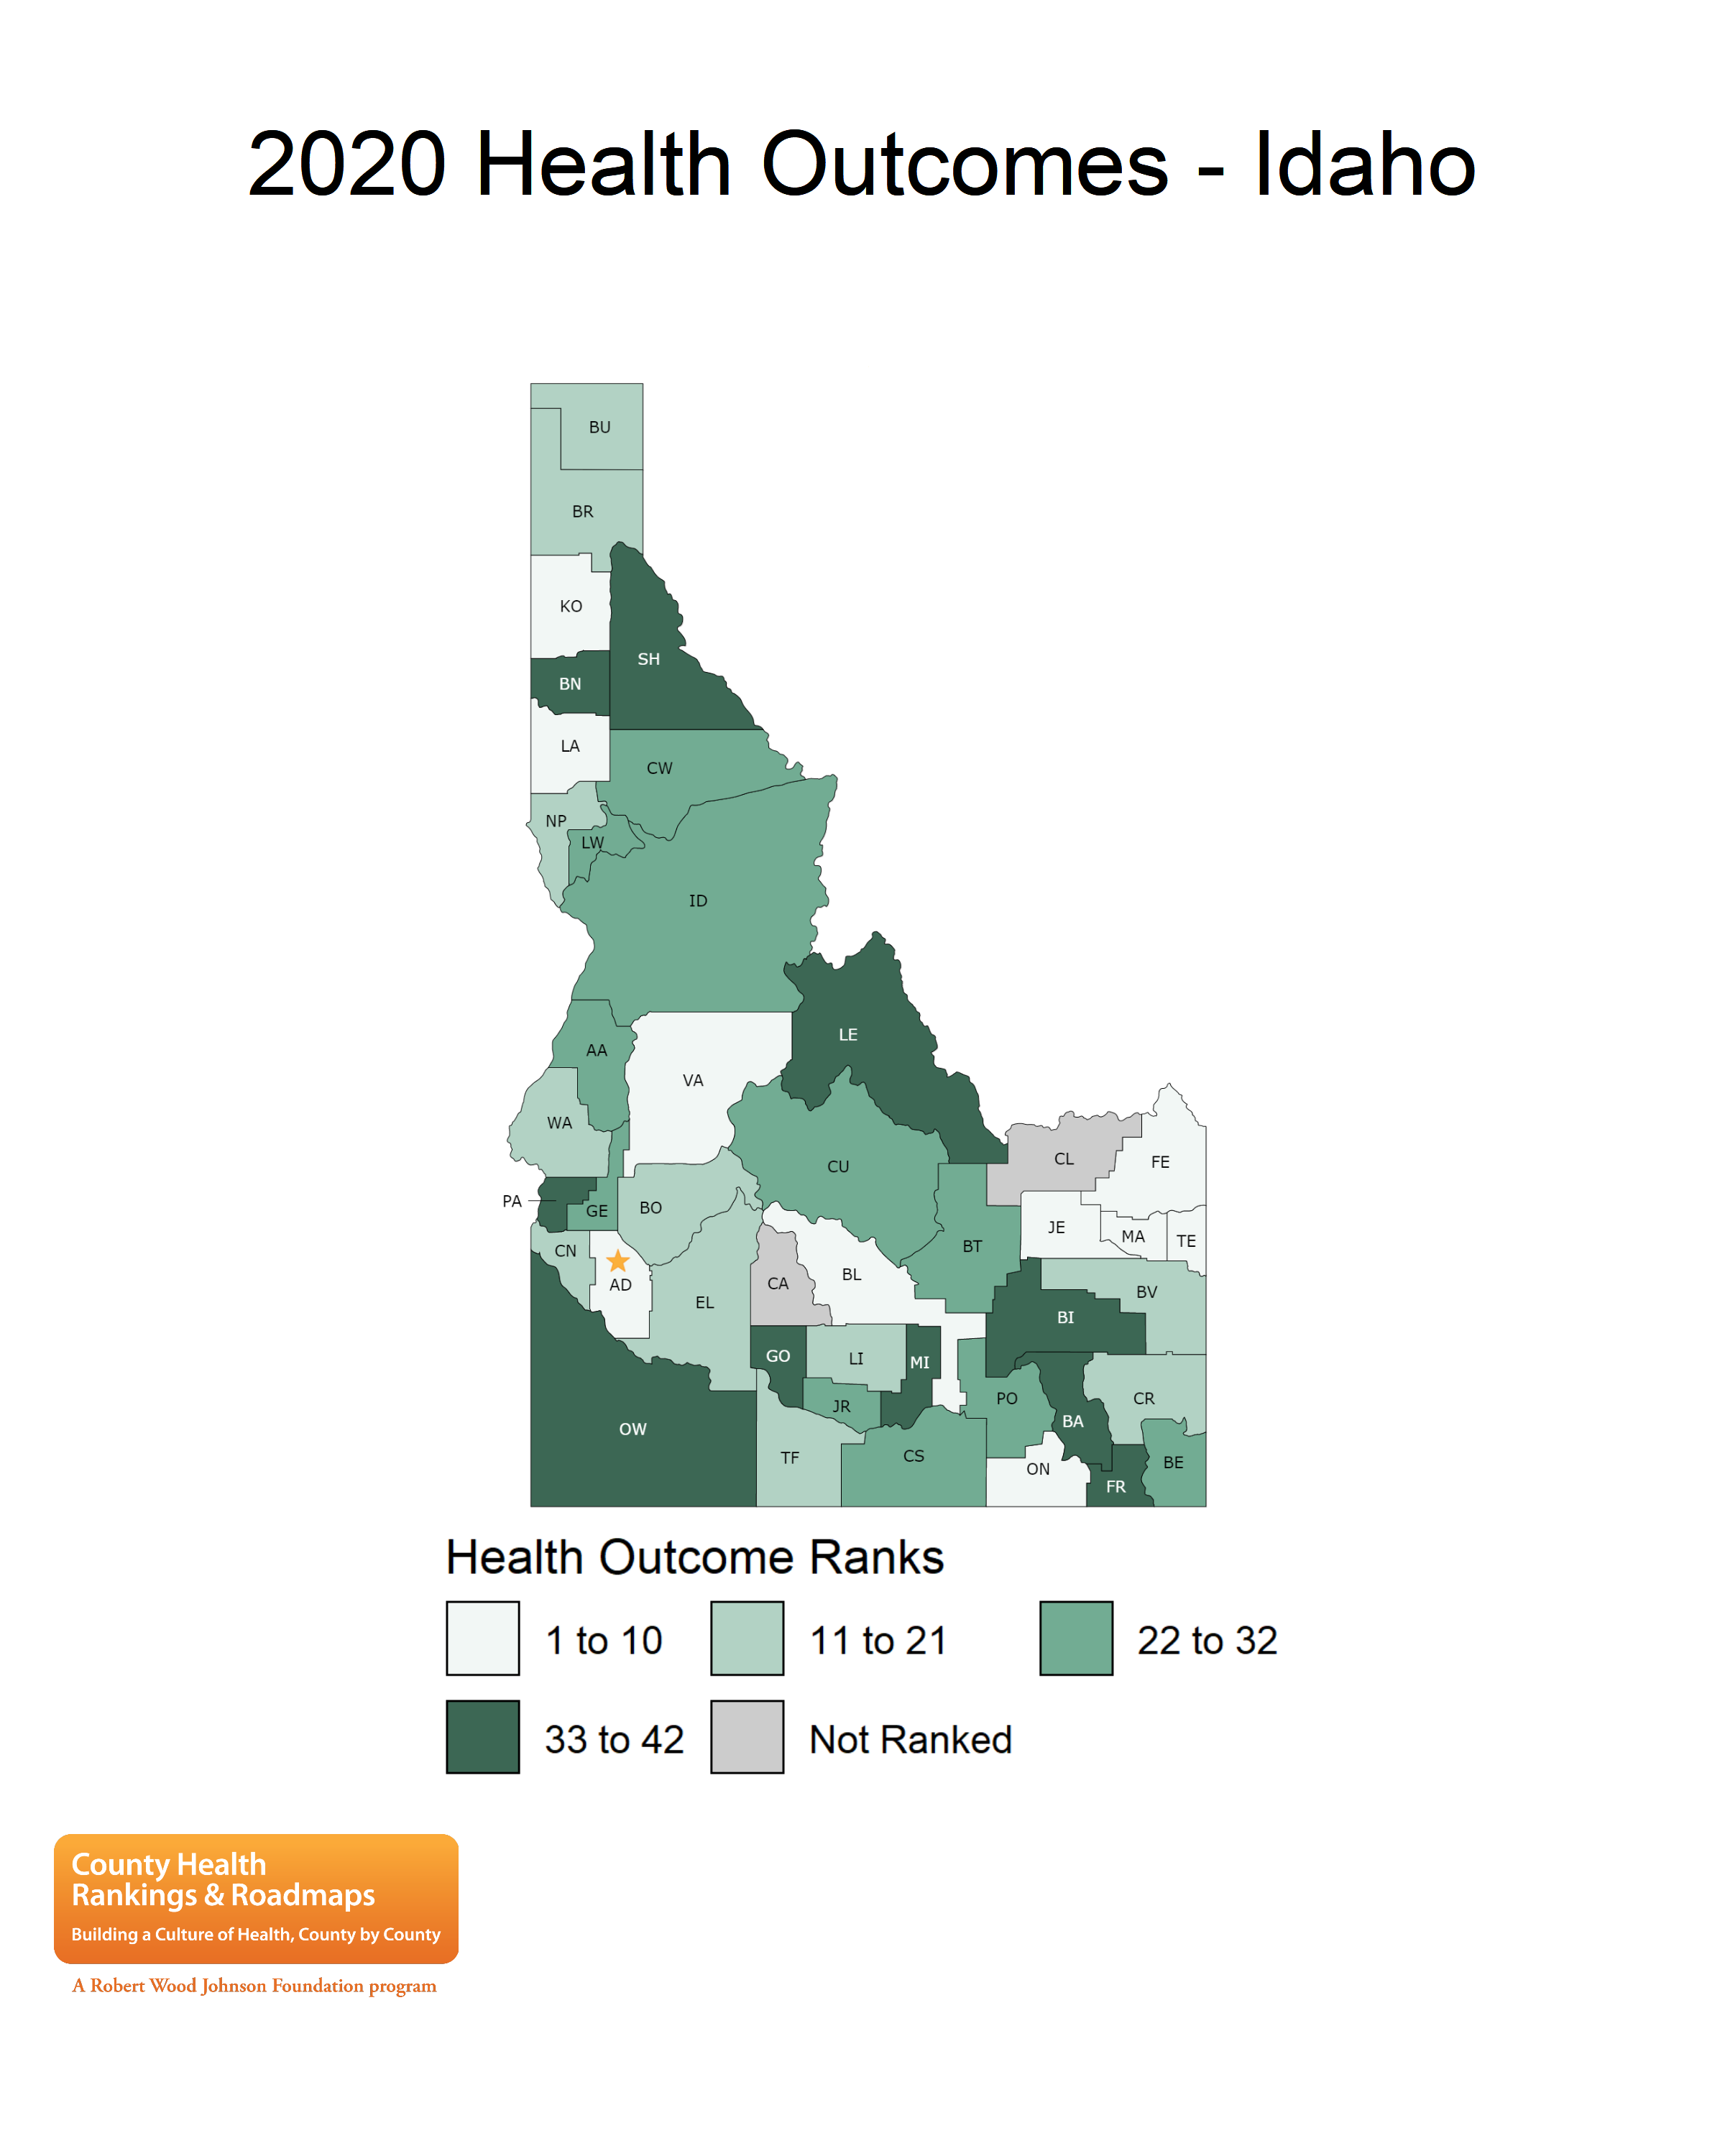 2020 Health Outcomes - Idaho
BU
BR
KO
SH
BN
LA
CW
NP
LW
ID
LE
AA
VA
WA
CU
CL
FE
PA
GE
BO
JE
MA
TE
CN
BT
AD
CA
BL
BV
EL
BI
GO
LI
MI
JR
PO
CR
BA
OW
TF
CS
ON
BE
FR
Health Outcome Ranks
1 to 10
11 to 21
22 to 32
33 to 42
Not Ranked
County Health
Rankings & Roadmaps
Building a Culture of Health, County by County
A Robert Wood Johnson Foundation program